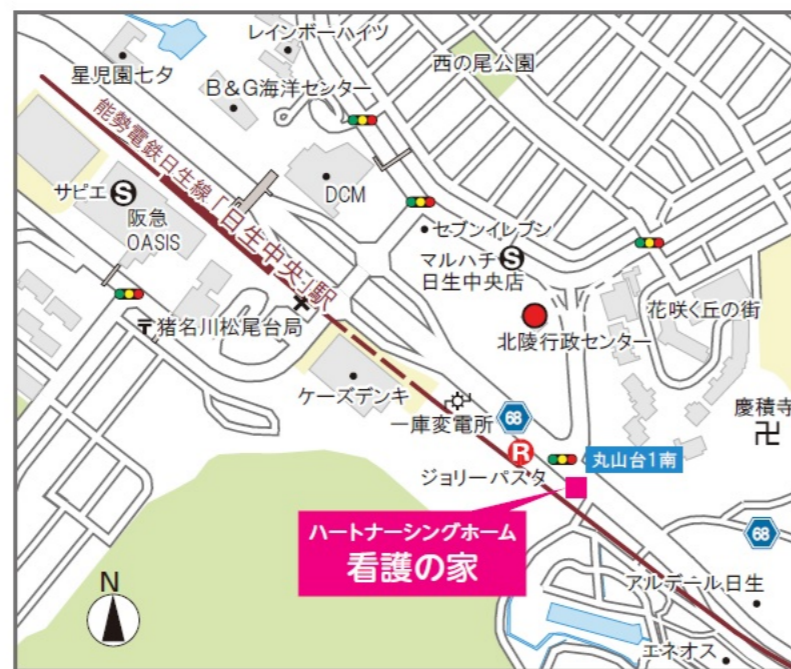 レインボーハイツ
西の尾公園
星児園七夕
B&G海洋センター
能勢電鉄日生線「日生中央」駅
サピエ
S
阪急
OASIS
DCM
セブンイレブン
マルハチ
日生中央店
S
花咲く丘の街
北陵行政センター
〒猪名川松尾台局
ケーズデンキ
一庫変電所
68
慶積寺
卍
R
ジョリーパスタ
丸山台1南
ハートナーシングホーム
看護の家
68
N
アルデール日生
エネオス